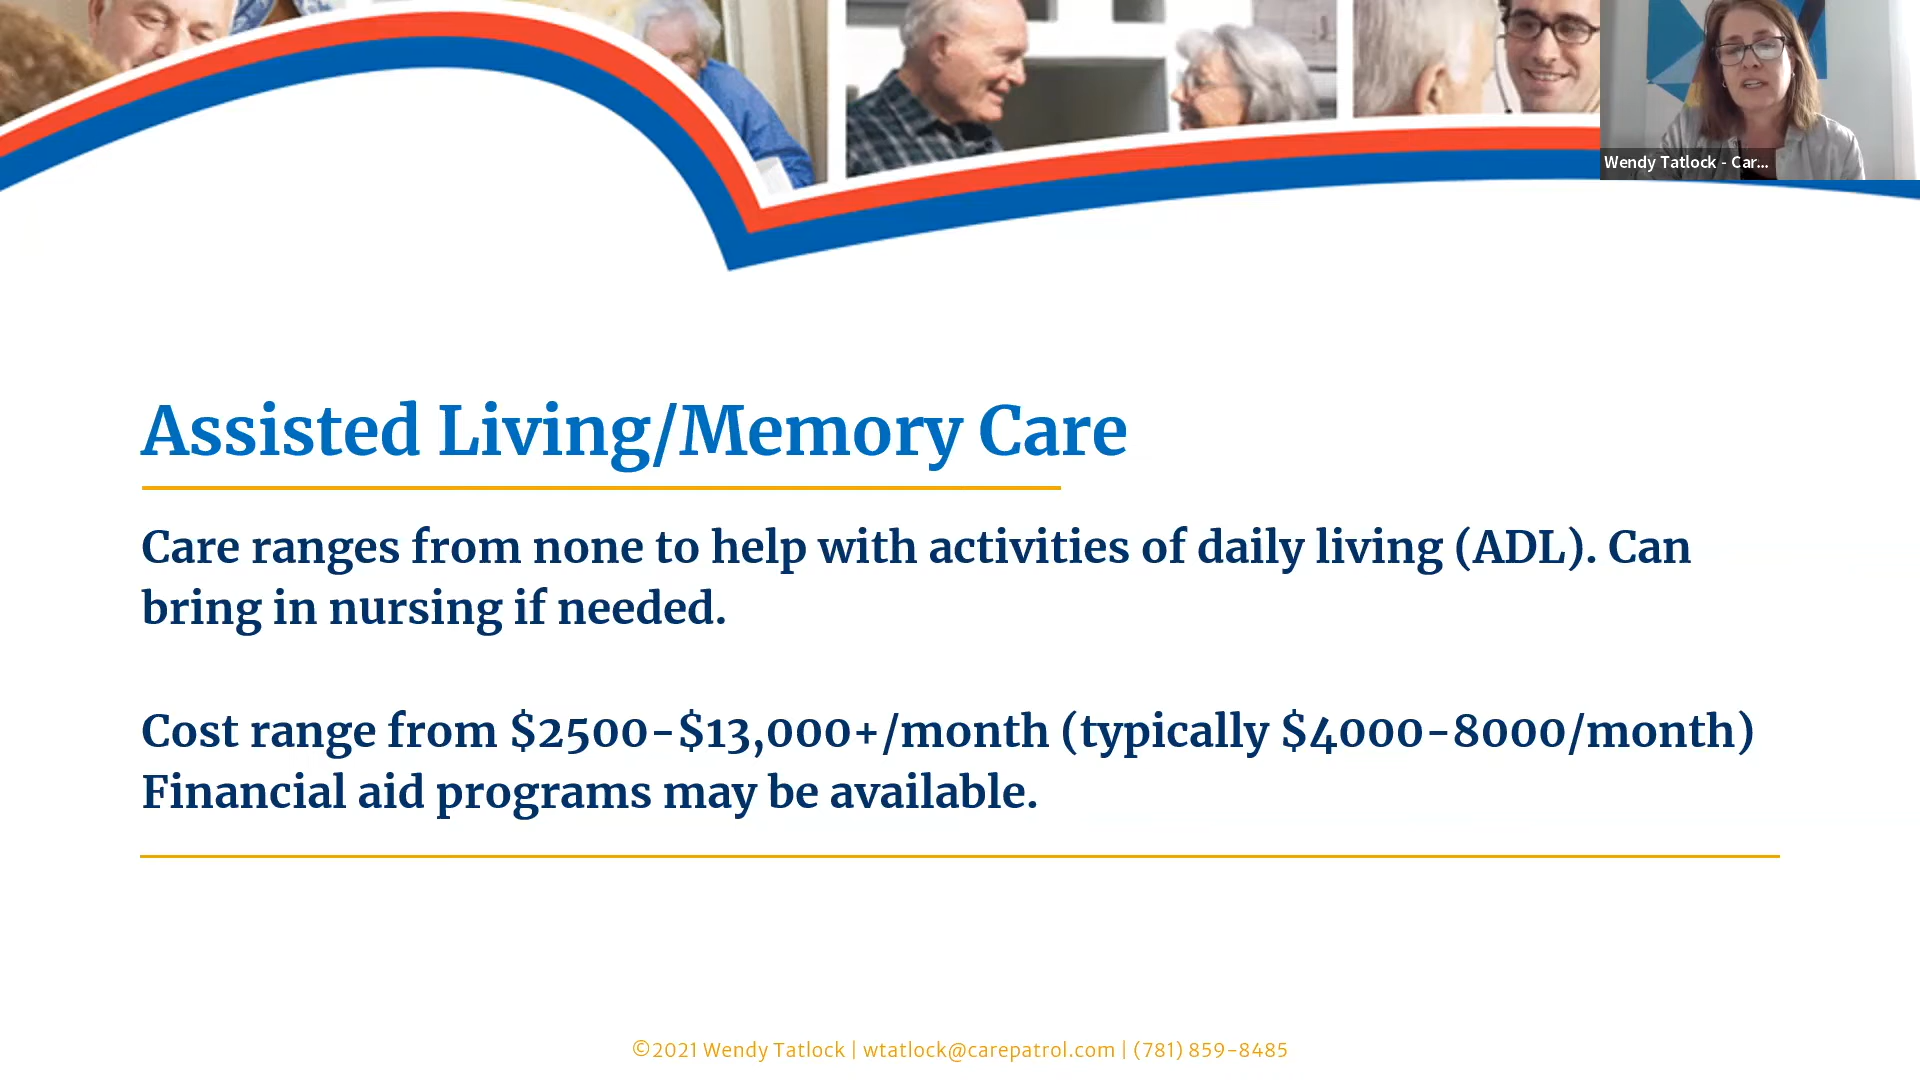 Wendy Tatlock - Car...
Assisted Living/Memory Care
Care ranges from none to help with activities of daily living (ADL). Can
bring in nursing if needed.
Cost range from $2500-$13,000+/month (typically $4000-8000/month)
Financial aid programs may be available.
©2021 Wendy Tatlock | wtatlock@carepatrol.com | (781) 859-8485